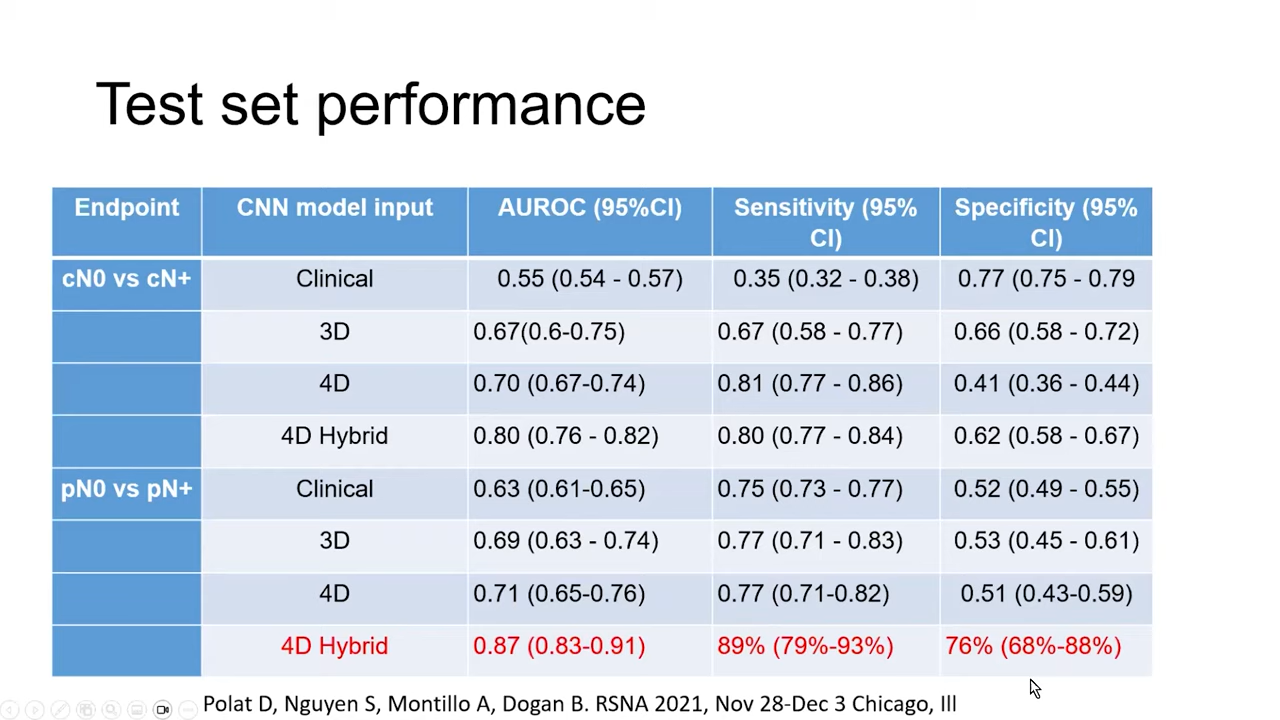 Test set performance
Endpoint CNN model input AUROC (95%CI) Sensitivity (95% CI) Specificity (95% CI)
cN0 vs cN+ Clinical 0.55 (0.54 - 0.57) 0.35 (0.32 - 0.38) 0.77 (0.75 - 0.79
3D 0.67(0.6-0.75) 0.67 (0.58 - 0.77) 0.66 (0.58 - 0.72)
4D 0.70 (0.67-0.74) 0.81 (0.77 - 0.86) 0.41 (0.36 - 0.44)
4D Hybrid 0.80 (0.76 - 0.82) 0.80 (0.77 - 0.84) 0.62 (0.58 - 0.67)
pN0 vs pN+ Clinical 0.63 (0.61-0.65) 0.75 (0.73 - 0.77) 0.52 (0.49 - 0.55)
3D 0.69 (0.63 - 0.74) 0.77 (0.71 - 0.83) 0.53 (0.45 - 0.61)
4D 0.71 (0.65-0.76) 0.77 (0.71-0.82) 0.51 (0.43-0.59)
4D Hybrid 0.87 (0.83-0.91) 89% (79%-93%) 76% (68%-88%)
Polat D, Nguyen S, Montillo A, Dogan B. RSNA 2021, Nov 28-Dec 3 Chicago, Ill